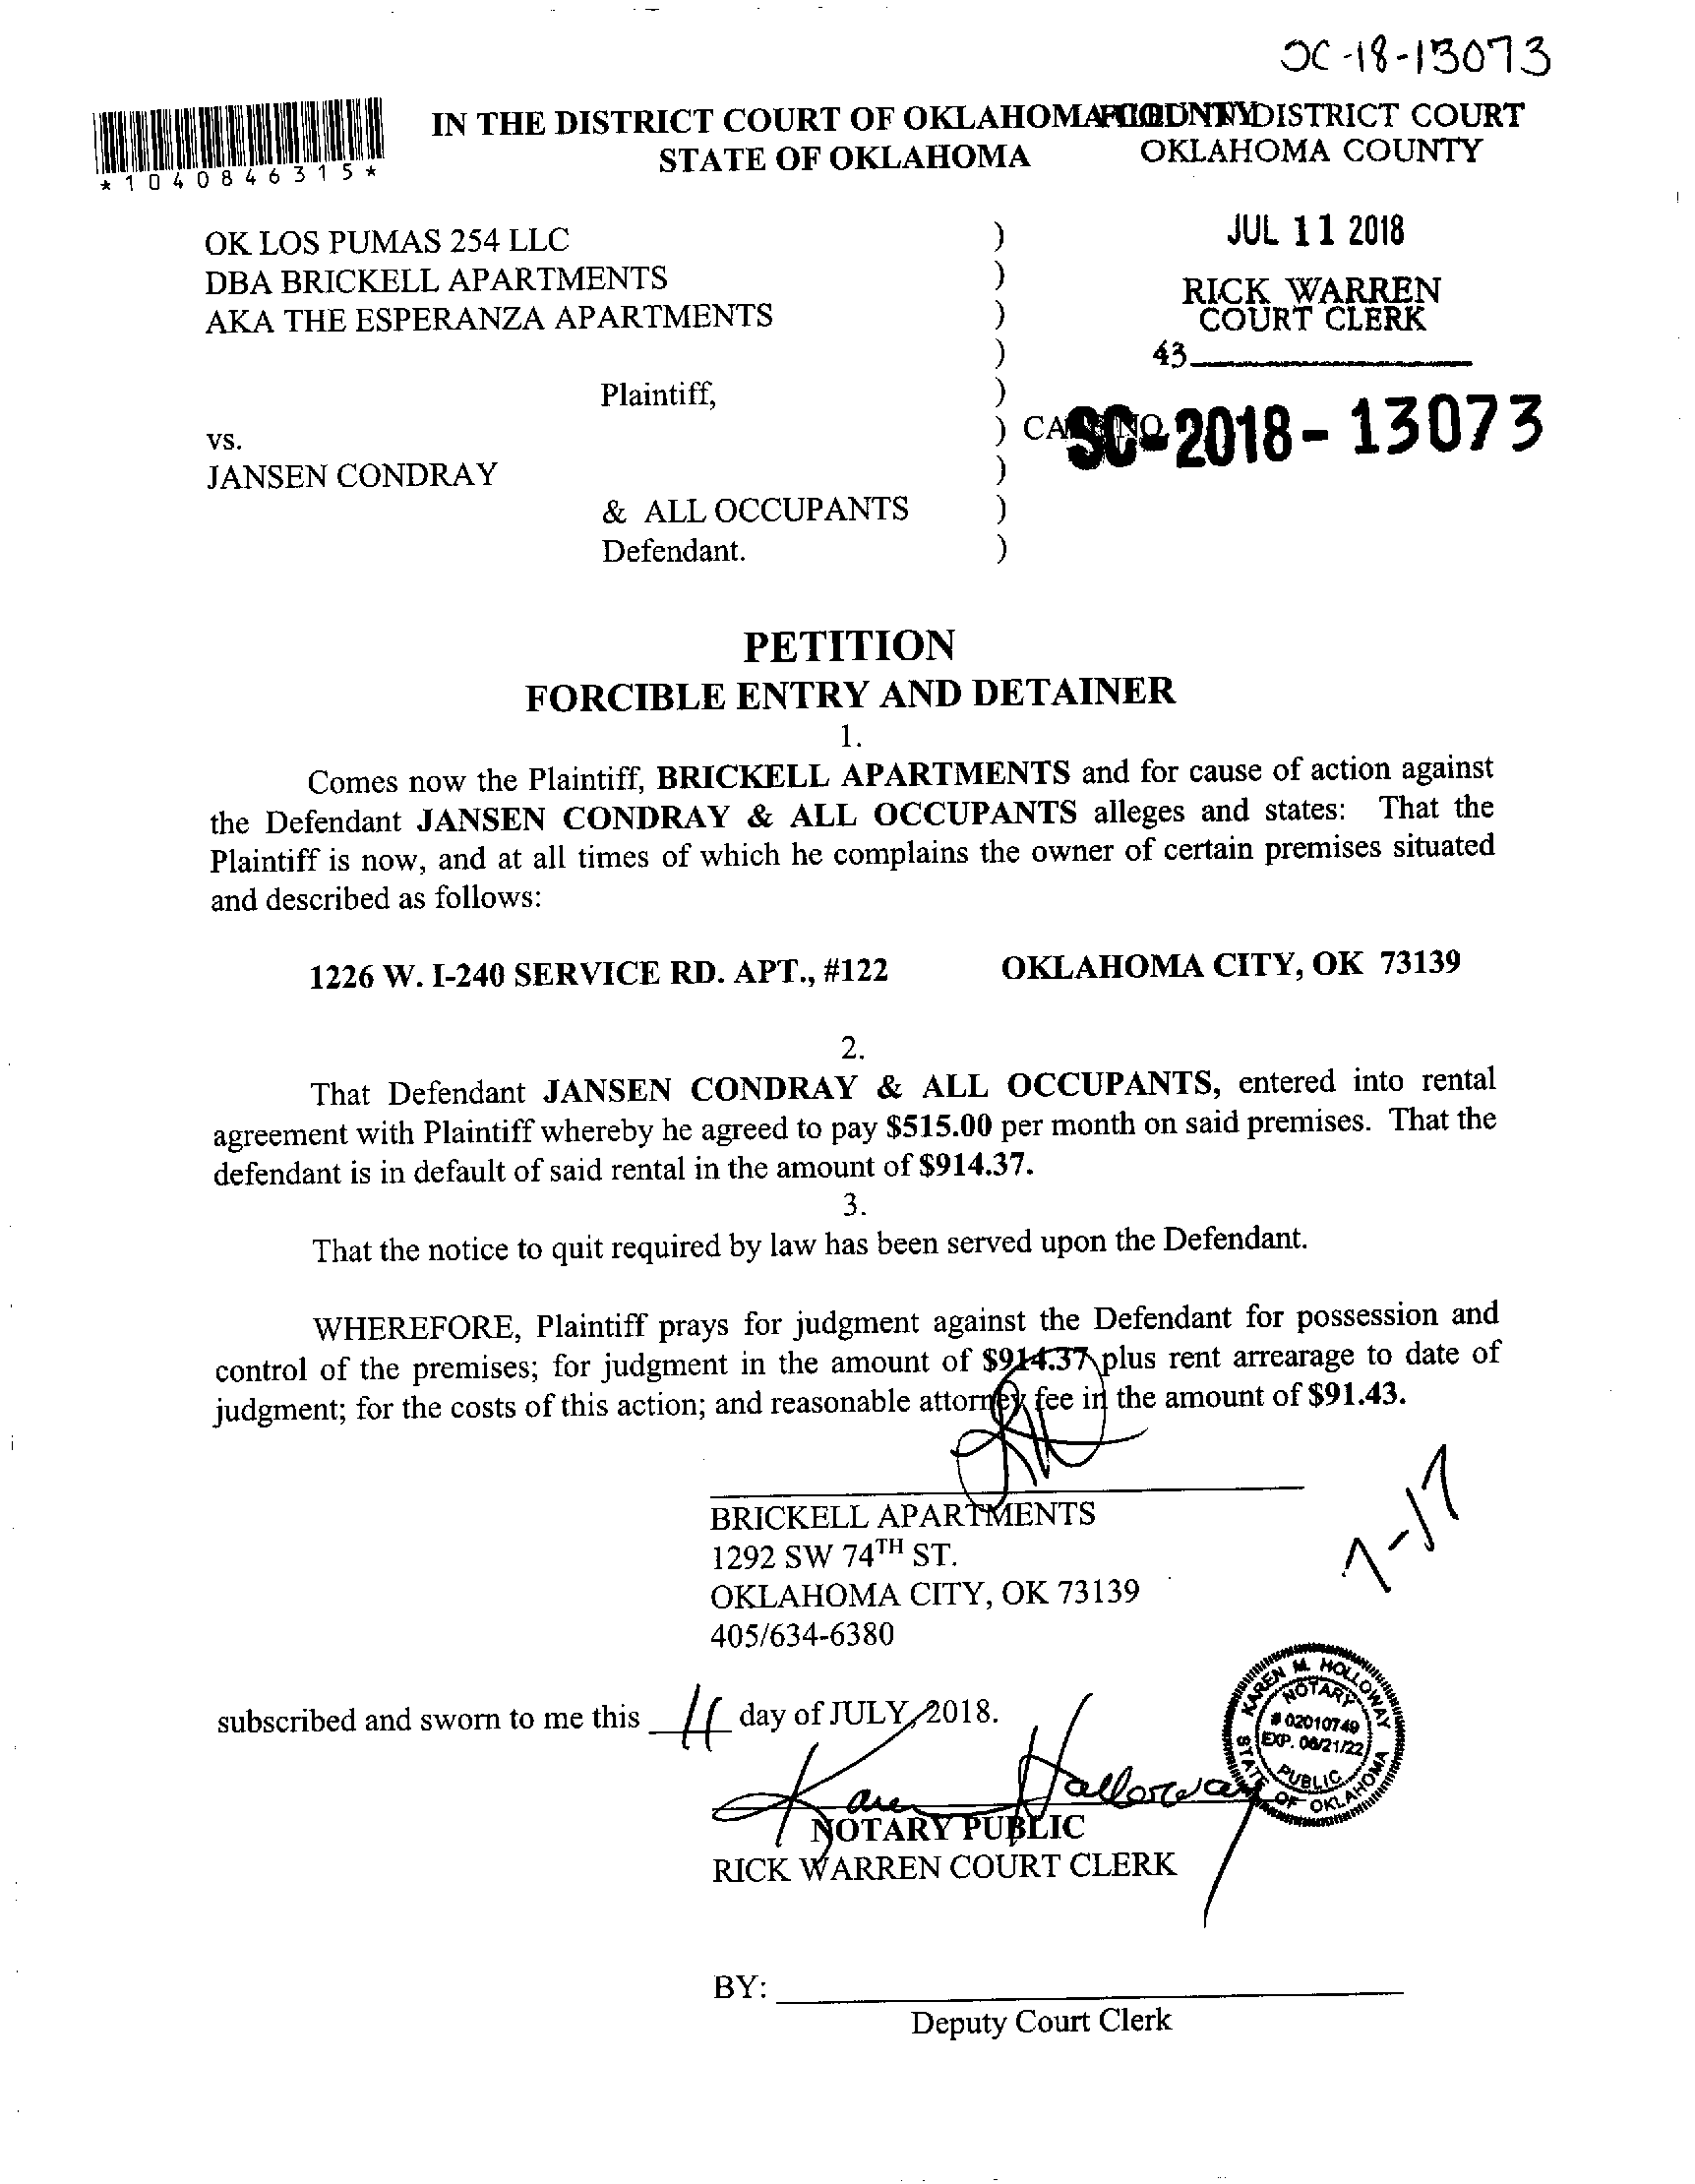 SC-18-13073
*1040846315*
IN THE DISTRICT COURT OF OKLAHOMA COUNTY
STATE OF OKLAHOMA
FILED IN DISTRICT COURT
OKLAHOMA COUNTY
JUL 11 2018
RICK WARREN
COURT CLERK
43
OK LOS PUMAS 254 LLC )
DBA BRICKELL APARTMENTS )
AKA THE ESPERANZA APARTMENTS )
)
Plaintiff, )
vs. ) CASE NO. SC-2018-13073
JANSEN CONDRAY )
& ALL OCCUPANTS )
Defendant. )
PETITION
FORCIBLE ENTRY AND DETAINER
1.
Comes now the Plaintiff, BRICKELL APARTMENTS and for cause of action against
the Defendant JANSEN CONDRAY & ALL OCCUPANTS alleges and states: That the
Plaintiff is now, and at all times of which he complains the owner of certain premises situated
and described as follows:
1226 W. I-240 SERVICE RD. APT., #122 OKLAHOMA CITY, OK 73139
2.
That Defendant JANSEN CONDRAY & ALL OCCUPANTS, entered into rental
agreement with Plaintiff whereby he agreed to pay $515.00 per month on said premises. That the
defendant is in default of said rental in the amount of $914.37.
3.
That the notice to quit required by law has been served upon the Defendant.
WHEREFORE, Plaintiff prays for judgment against the Defendant for possession and
control of the premises; for judgment in the amount of $914.37 plus rent arrearage to date of
judgment; for the costs of this action; and reasonable attorney fee in the amount of $91.43.
BRICKELL APARTMENTS
1292 SW 74TH ST.
OKLAHOMA CITY, OK 73139
405/634-6380
7-17
subscribed and sworn to me this 11 day of JULY, 2018.
Karen Holloway
KAREN M. HOLLOWAY
NOTARY
# 02010749
EXP. 06/21/22
PUBLIC
STATE OF OKLAHOMA
NOTARY PUBLIC
RICK WARREN COURT CLERK
BY:
Deputy Court Clerk